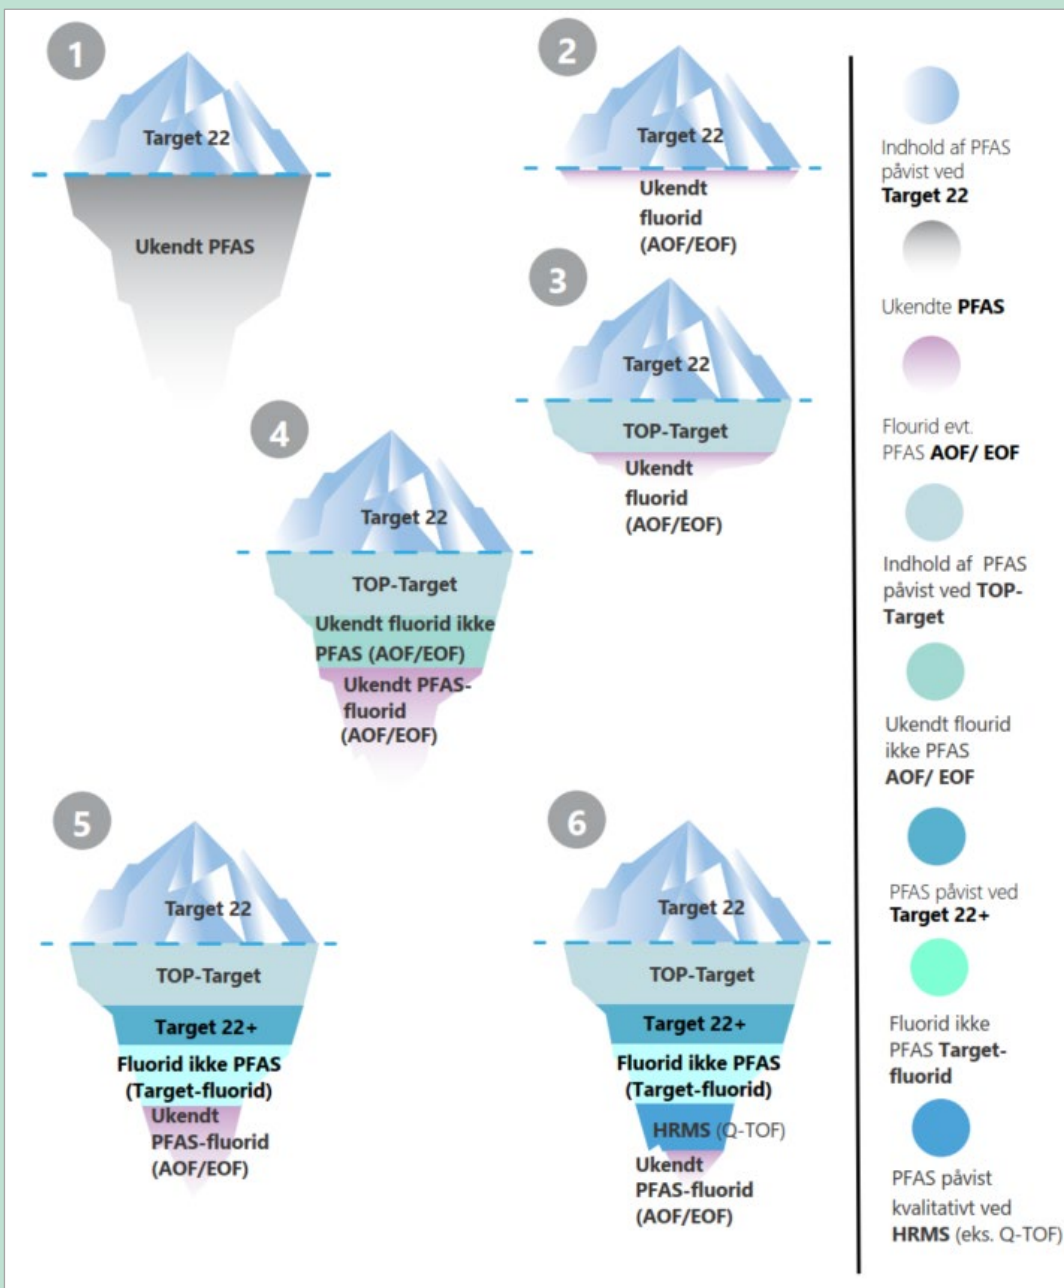 1
Target 22
Ukendt PFAS
2
Target 22
Ukendt
fluorid
(AOF/EOF)
3
Target 22
TOP-Target
Ukendt
fluorid
(AOF/EOF)
4
Target 22
TOP-Target
Ukendt fluorid ikke
PFAS (AOF/EOF)
Ukendt PFAS-
fluorid
(AOF/EOF)
5
Target 22
TOP-Target
Target 22+
Fluorid ikke PFAS
(Target-fluorid)
Ukendt
PFAS-fluorid
(AOF/EOF)
6
Target 22
TOP-Target
Target 22+
Fluorid ikke PFAS
(Target-fluorid)
HRMS (Q-TOF)
Ukendt
PFAS-fluorid
(AOF/EOF)
Indhold af PFAS
påvist ved
Target 22
Ukendte PFAS
Flourid evt.
PFAS AOF/ EOF
Indhold af PFAS
påvist ved TOP-
Target
Ukendt flourid
ikke PFAS
AOF/ EOF
PFAS påvist ved
Target 22+
Fluorid ikke
PFAS Target-
fluorid
PFAS påvist
kvalitativt ved
HRMS (eks. Q-TOF)